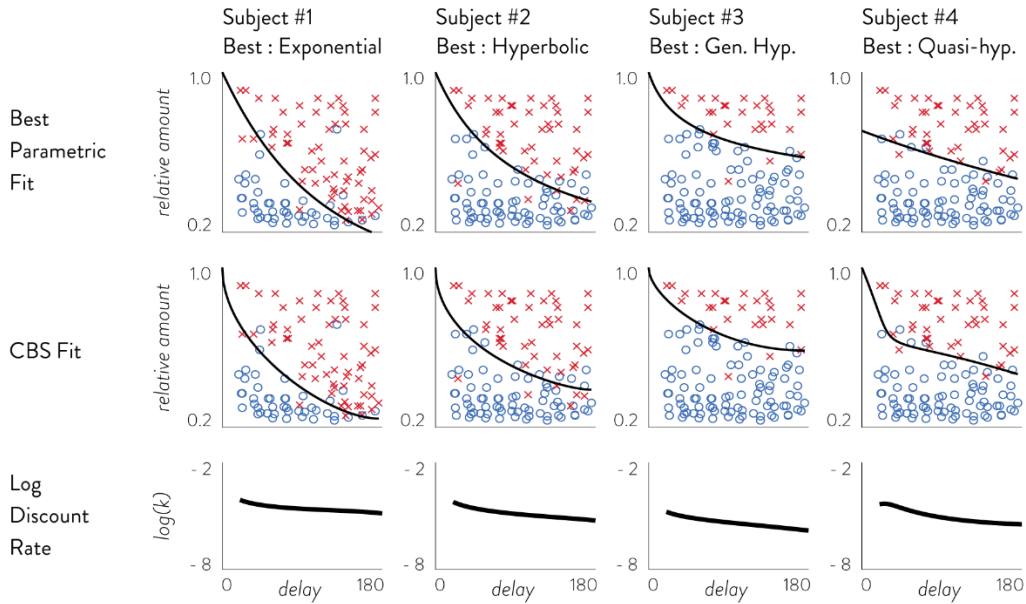 Subject #1
Best : Exponential
Subject #2
Best : Hyperbolic
Subject #3
Best : Gen. Hyp.
Subject #4
Best : Quasi-hyp.
Best
Parametric
Fit
relative amount
1.0
0.2
1.0
0.2
1.0
0.2
1.0
0.2
CBS Fit
relative amount
1.0
0.2
1.0
0.2
1.0
0.2
1.0
0.2
Log
Discount
Rate
log(k)
- 2
- 8
- 2
- 8
- 2
- 8
- 2
- 8
0 delay 180
0 delay 180
0 delay 180
0 delay 180